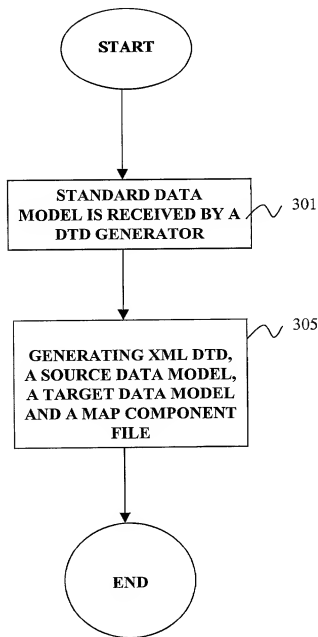 START
STANDARD DATA
MODEL IS RECEIVED BY A
DTD GENERATOR
301
305
GENERATING XML DTD,
A SOURCE DATA MODEL,
A TARGET DATA MODEL
AND A MAP COMPONENT
FILE
END